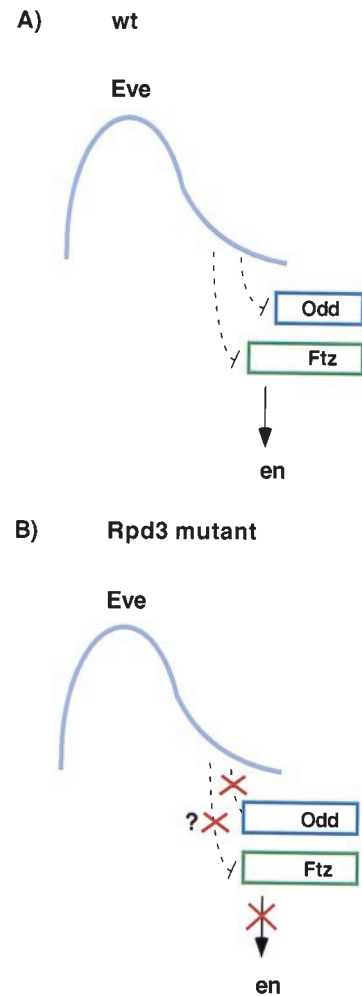 A) wt
Eve
Odd
Ftz
en
B) Rpd3 mutant
Eve
?
Odd
Ftz
en